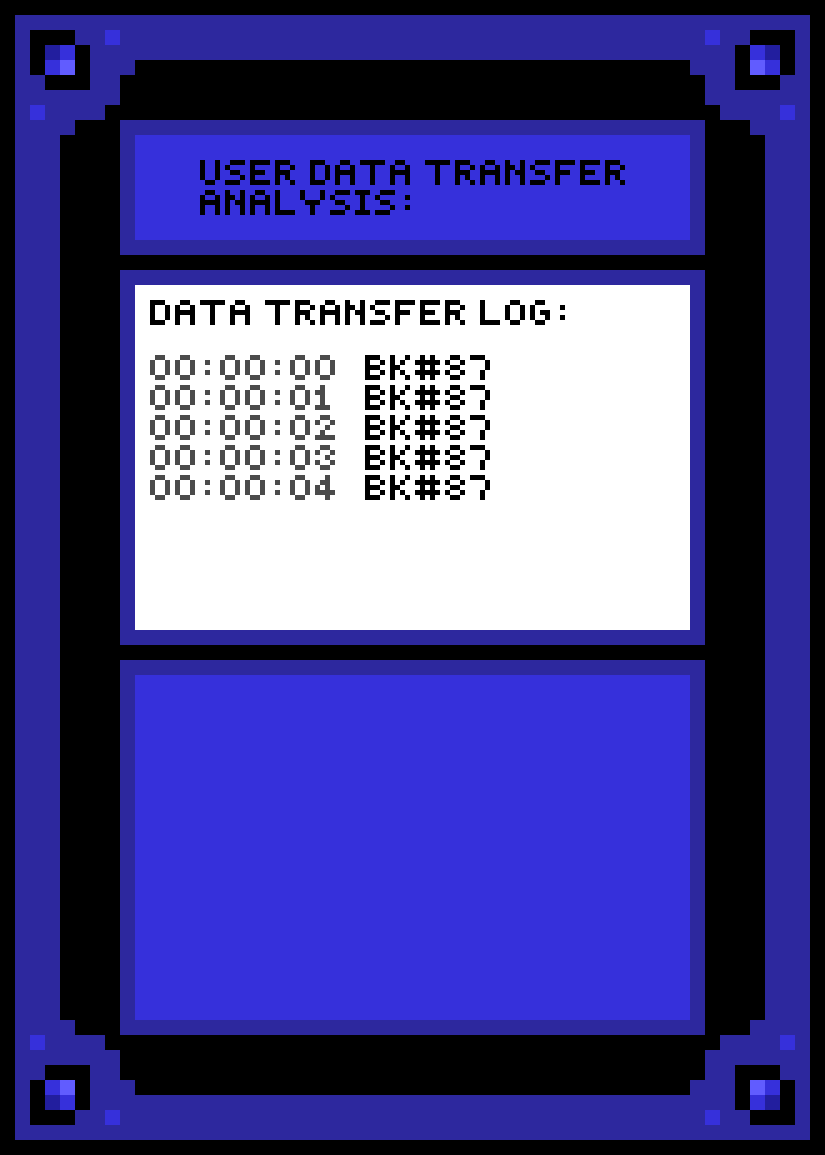 USER DATA TRANSFER
ANALYSIS:
DATA TRANSFER LOG:
00:00:00 BK#87
00:00:01 BK#87
00:00:02 BK#87
00:00:03 BK#87
00:00:04 BK#87